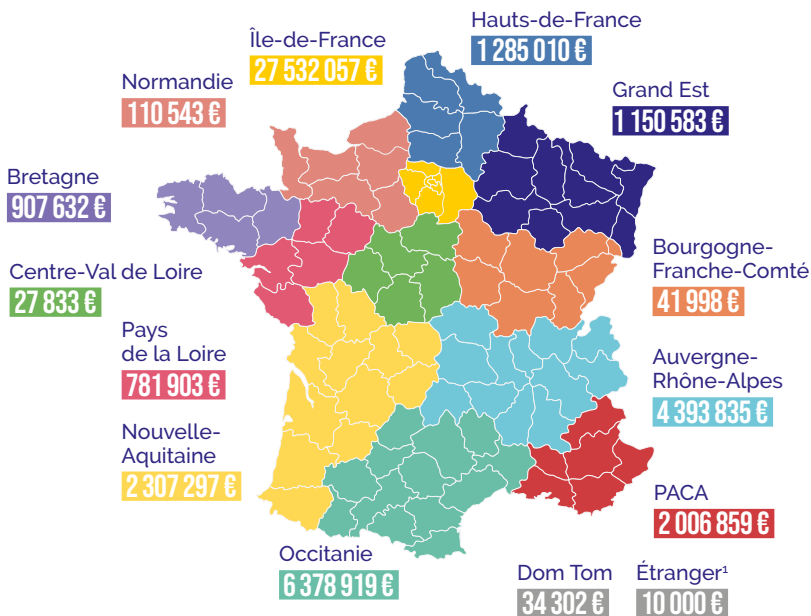 Hauts-de-France
1 285 010 €
Île-de-France
27 532 057 €
Normandie
110 543 €
Grand Est
1 150 583 €
Bretagne
907 632 €
Bourgogne-
Franche-Comté
41 998 €
Centre-Val de Loire
27 833 €
Pays
de la Loire
781 903 €
Auvergne-
Rhône-Alpes
4 393 835 €
Nouvelle-
Aquitaine
2 307 297 €
PACA
2 006 859 €
Occitanie
6 378 919 €
Dom Tom
34 302 €
Étranger¹
10 000 €